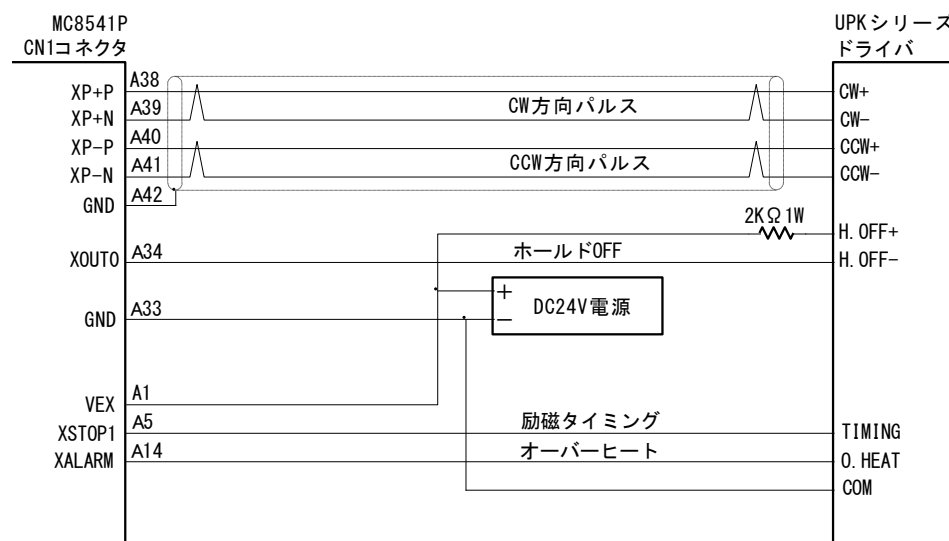 MC8541P
CN1コネクタ
UPKシリーズ
ドライバ
XP+P A38 CW+
XP+N A39 CW方向パルス CW-
XP-P A40 CCW+
XP-N A41 CCW方向パルス CCW-
GND A42
2KΩ1W H.OFF+
XOUT0 A34 ホールドOFF H.OFF-
+
DC24V電源
GND A33 -
VEX A1
XSTOP1 A5 励磁タイミング TIMING
XALARM A14 オーバーヒート O.HEAT
COM